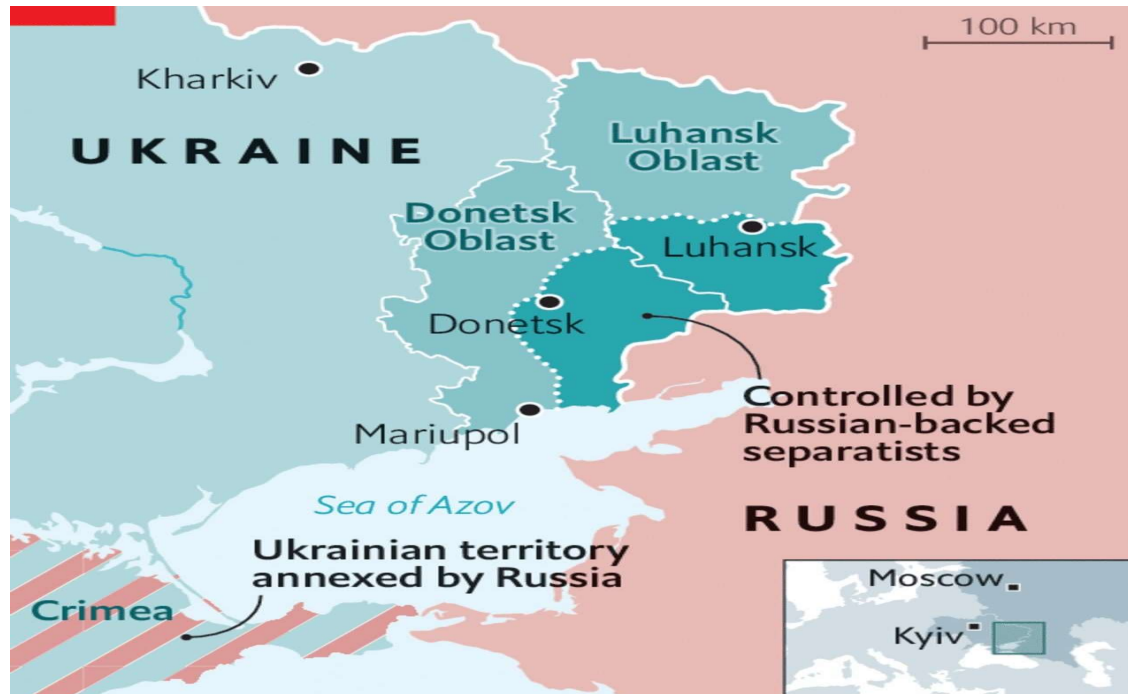 100 km
Kharkiv
UKRAINE
Luhansk
Oblast
Donetsk
Oblast
Luhansk
Donetsk
Mariupol
Controlled by
Russian-backed
separatists
Sea of Azov
RUSSIA
Ukrainian territory
annexed by Russia
Crimea
Moscow
Kyiv